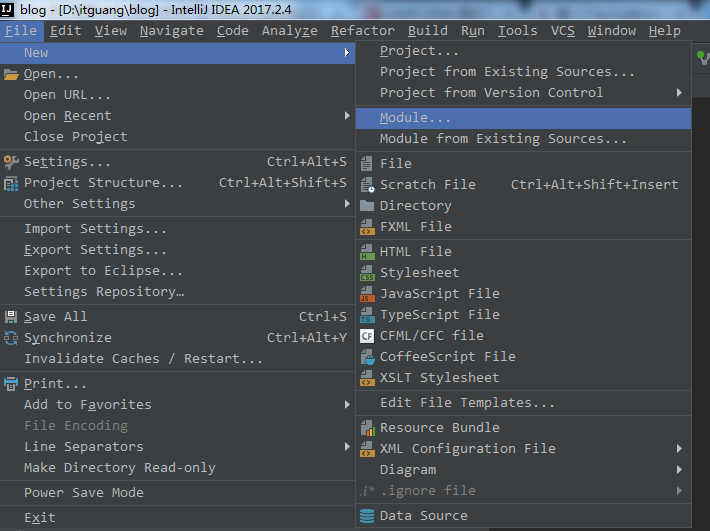 blog - [D:\itguang\blog] - IntelliJ IDEA 2017.2.4
File Edit View Navigate Code Analyze Refactor Build Run Tools VCS Window Help
New
Open...
Open URL...
Open Recent
Close Project
Settings... Ctrl+Alt+S
Project Structure... Ctrl+Alt+Shift+S
Other Settings
Import Settings...
Export Settings...
Export to Eclipse...
Settings Repository…
Save All Ctrl+S
Synchronize Ctrl+Alt+Y
Invalidate Caches / Restart...
Print...
Add to Favorites
File Encoding
Line Separators
Make Directory Read-only
Power Save Mode
Exit
Project...
Project from Existing Sources...
Project from Version Control
Module...
Module from Existing Sources...
File
Scratch File Ctrl+Alt+Shift+Insert
Directory
FXML File
HTML File
Stylesheet
JavaScript File
TypeScript File
CFML/CFC file
CoffeeScript File
XSLT Stylesheet
Edit File Templates...
Resource Bundle
XML Configuration File
Diagram
.ignore file
Data Source